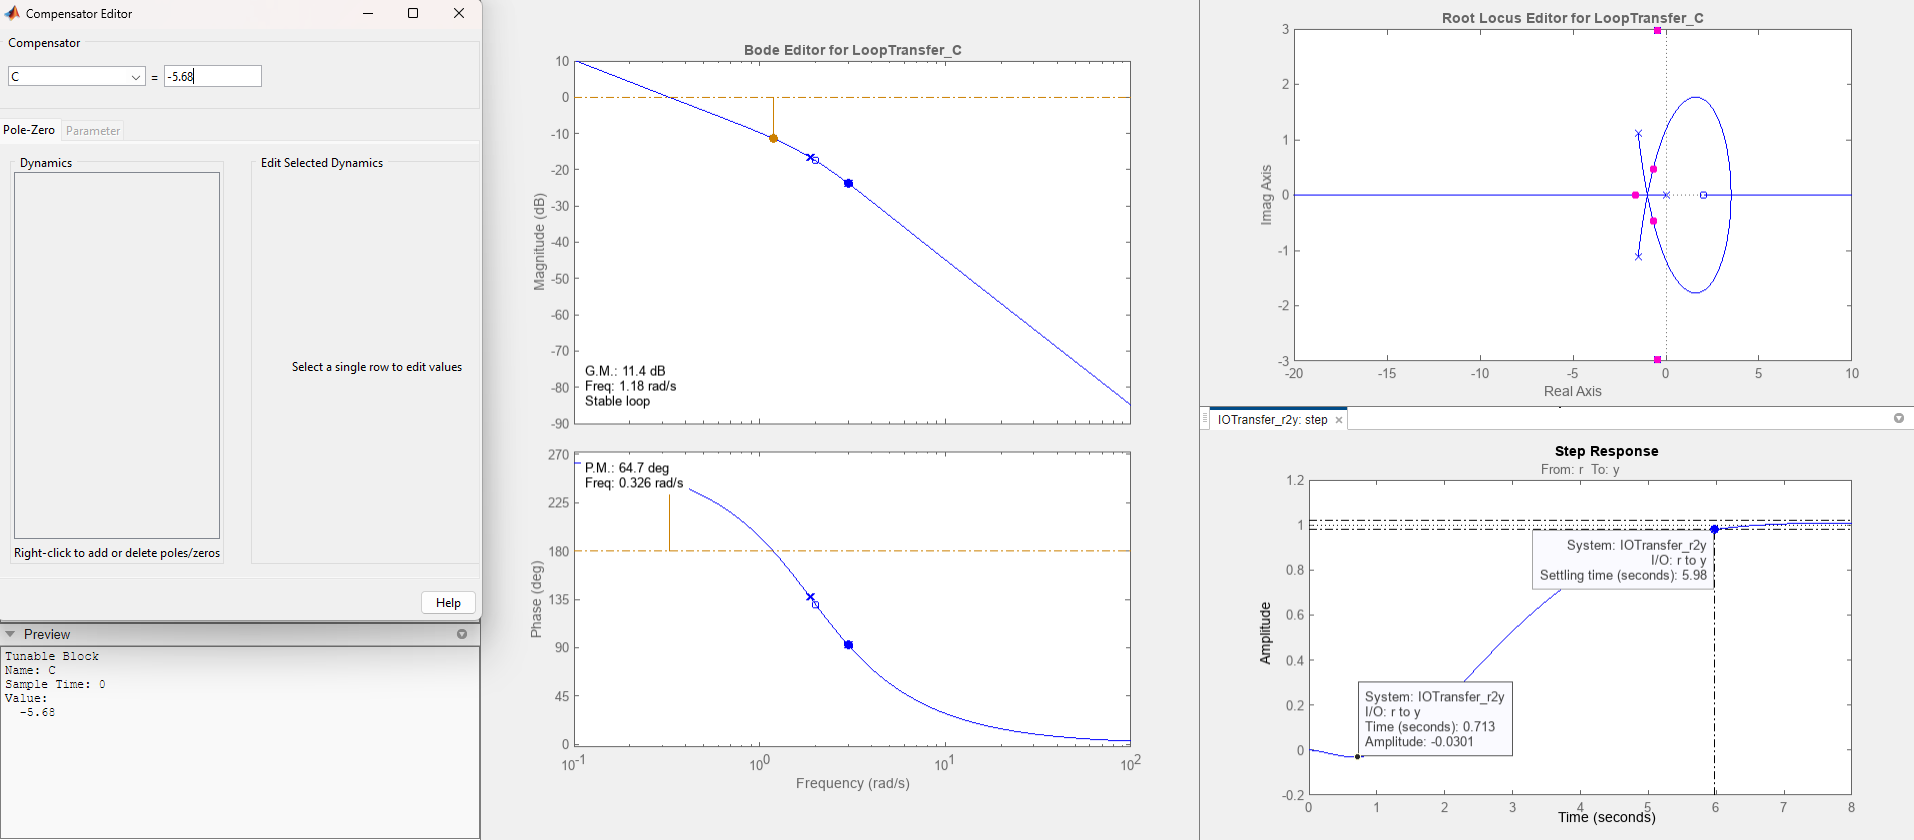 Compensator Editor
Compensator
C
=
-5.68
Pole-Zero
Parameter
Dynamics
Edit Selected Dynamics
Select a single row to edit values
Right-click to add or delete poles/zeros
Help
Preview
Tunable Block
Name: C
Sample Time: 0
Value:
-5.68
Bode Editor for LoopTransfer_C
10
0
-10
-20
-30
-40
-50
-60
-70
-80
-90
Magnitude (dB)
G.M.: 11.4 dB
Freq: 1.18 rad/s
Stable loop
270
225
180
135
90
45
0
Phase (deg)
P.M.: 64.7 deg
Freq: 0.326 rad/s
10-1
100
101
102
Frequency (rad/s)
Root Locus Editor for LoopTransfer_C
3
2
1
0
-1
-2
-3
Imag Axis
-20
-15
-10
-5
0
5
10
Real Axis
IOTransfer_r2y: step
Step Response
From: r To: y
1.2
1
0.8
0.6
0.4
0.2
0
-0.2
Amplitude
System: IOTransfer_r2y
I/O: r to y
Settling time (seconds): 5.98
System: IOTransfer_r2y
I/O: r to y
Time (seconds): 0.713
Amplitude: -0.0301
0
1
2
3
4
5
6
7
8
Time (seconds)